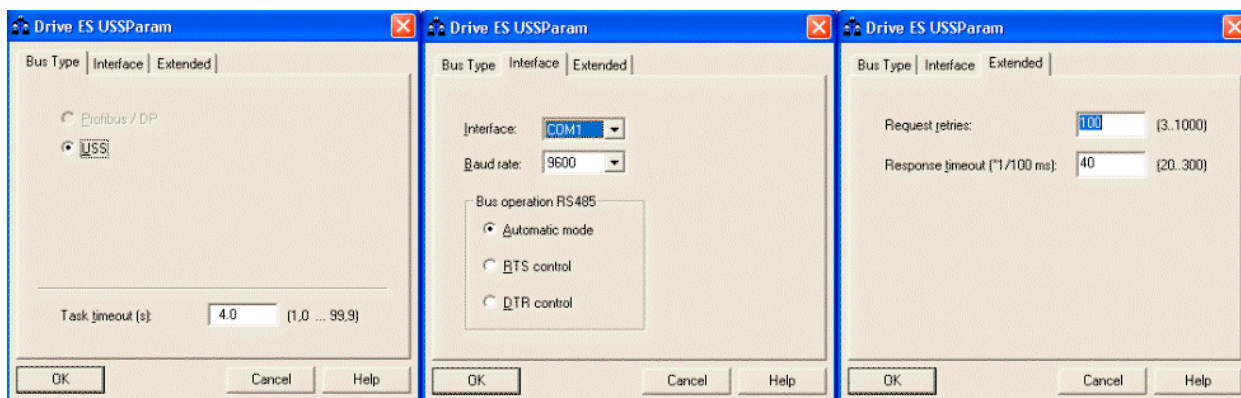 Drive ES USSParam
Bus Type Interface Extended
Profibus / DP
USS
Task timeout (s): 4.0 (1,0 ... 99,9)
OK Cancel Help
Drive ES USSParam
Bus Type Interface Extended
Interface: COM1
Baud rate: 9600
Bus operation RS485
Automatic mode
RTS control
DTR control
OK Cancel Help
Drive ES USSParam
Bus Type Interface Extended
Request retries: 100 (3..1000)
Response timeout (*1/100 ms): 40 (20..300)
OK Cancel Help